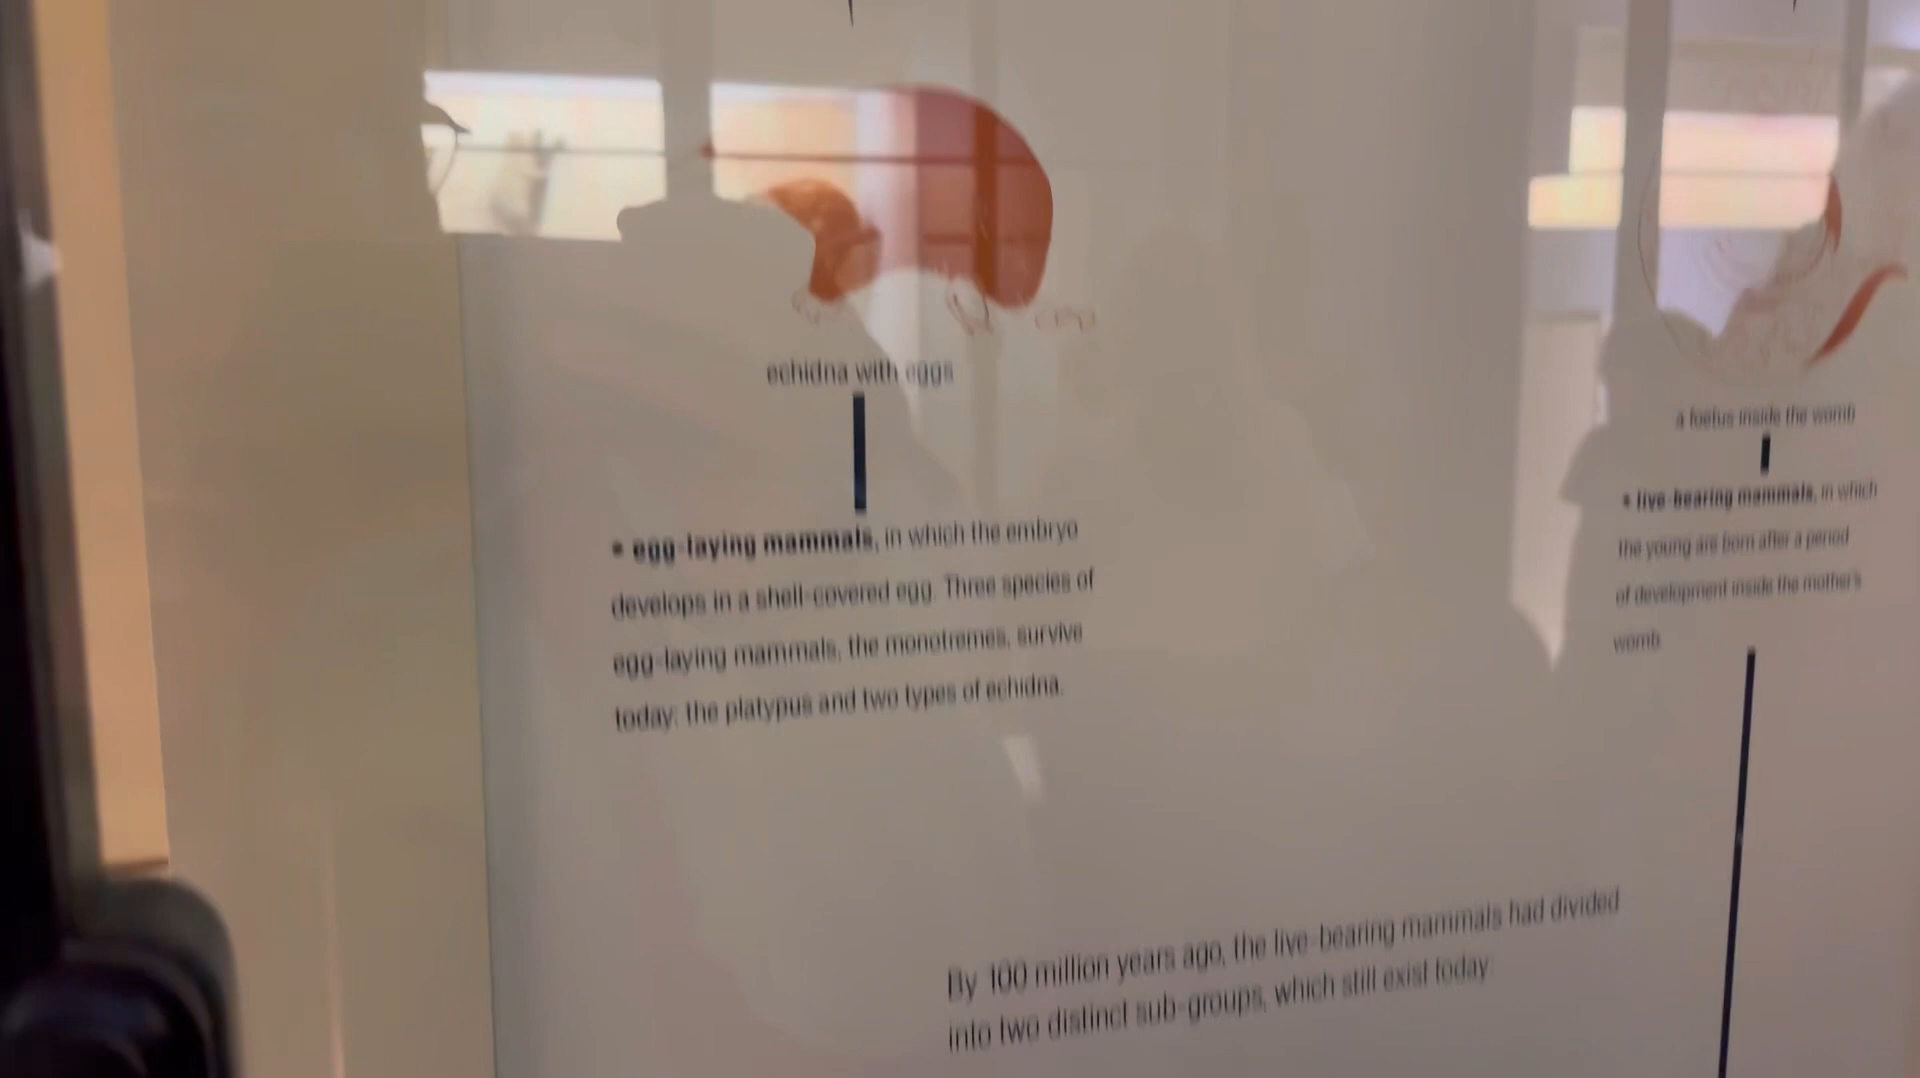 echidna with eggs
• egg-laying mammals, in which the embryo
develops in a shell-covered egg. Three species of
egg-laying mammals, the monotremes, survive
today: the platypus and two types of echidna.
a foetus inside the womb
• live-bearing mammals, in which
the young are born after a period
of development inside the mother's
womb.
By 100 million years ago, the live-bearing mammals had divided
into two distinct sub-groups, which still exist today: